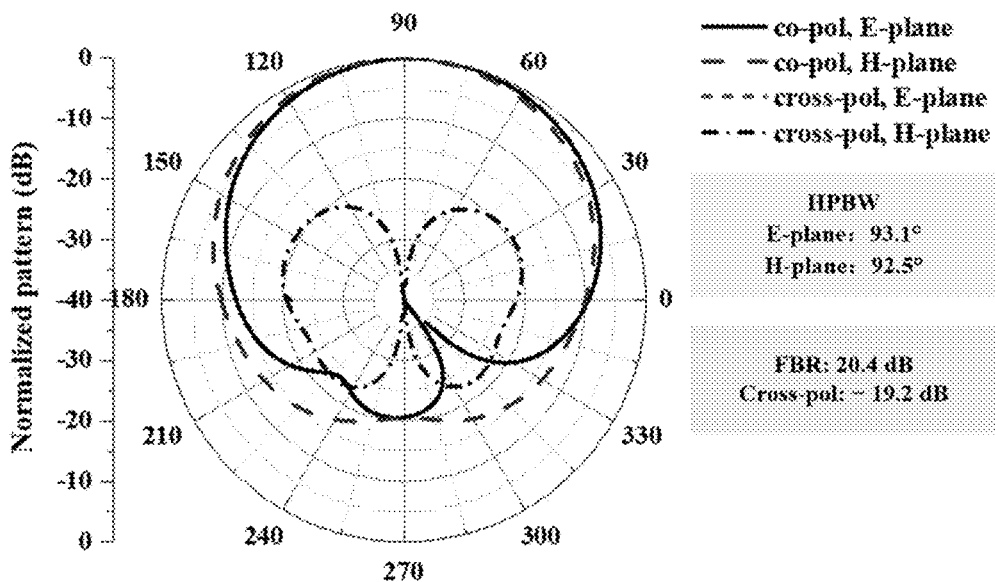 90
120
60
150
30
180
0
210
330
240
300
270
0
-10
-20
-30
-40
-30
-20
-10
0
Normalized pattern (dB)
co-pol, E-plane
co-pol, H-plane
cross-pol, E-plane
cross-pol, H-plane
HPBW
E-plane: 93.1°
H-plane: 92.5°
FBR: 20.4 dB
Cross-pol: − 19.2 dB